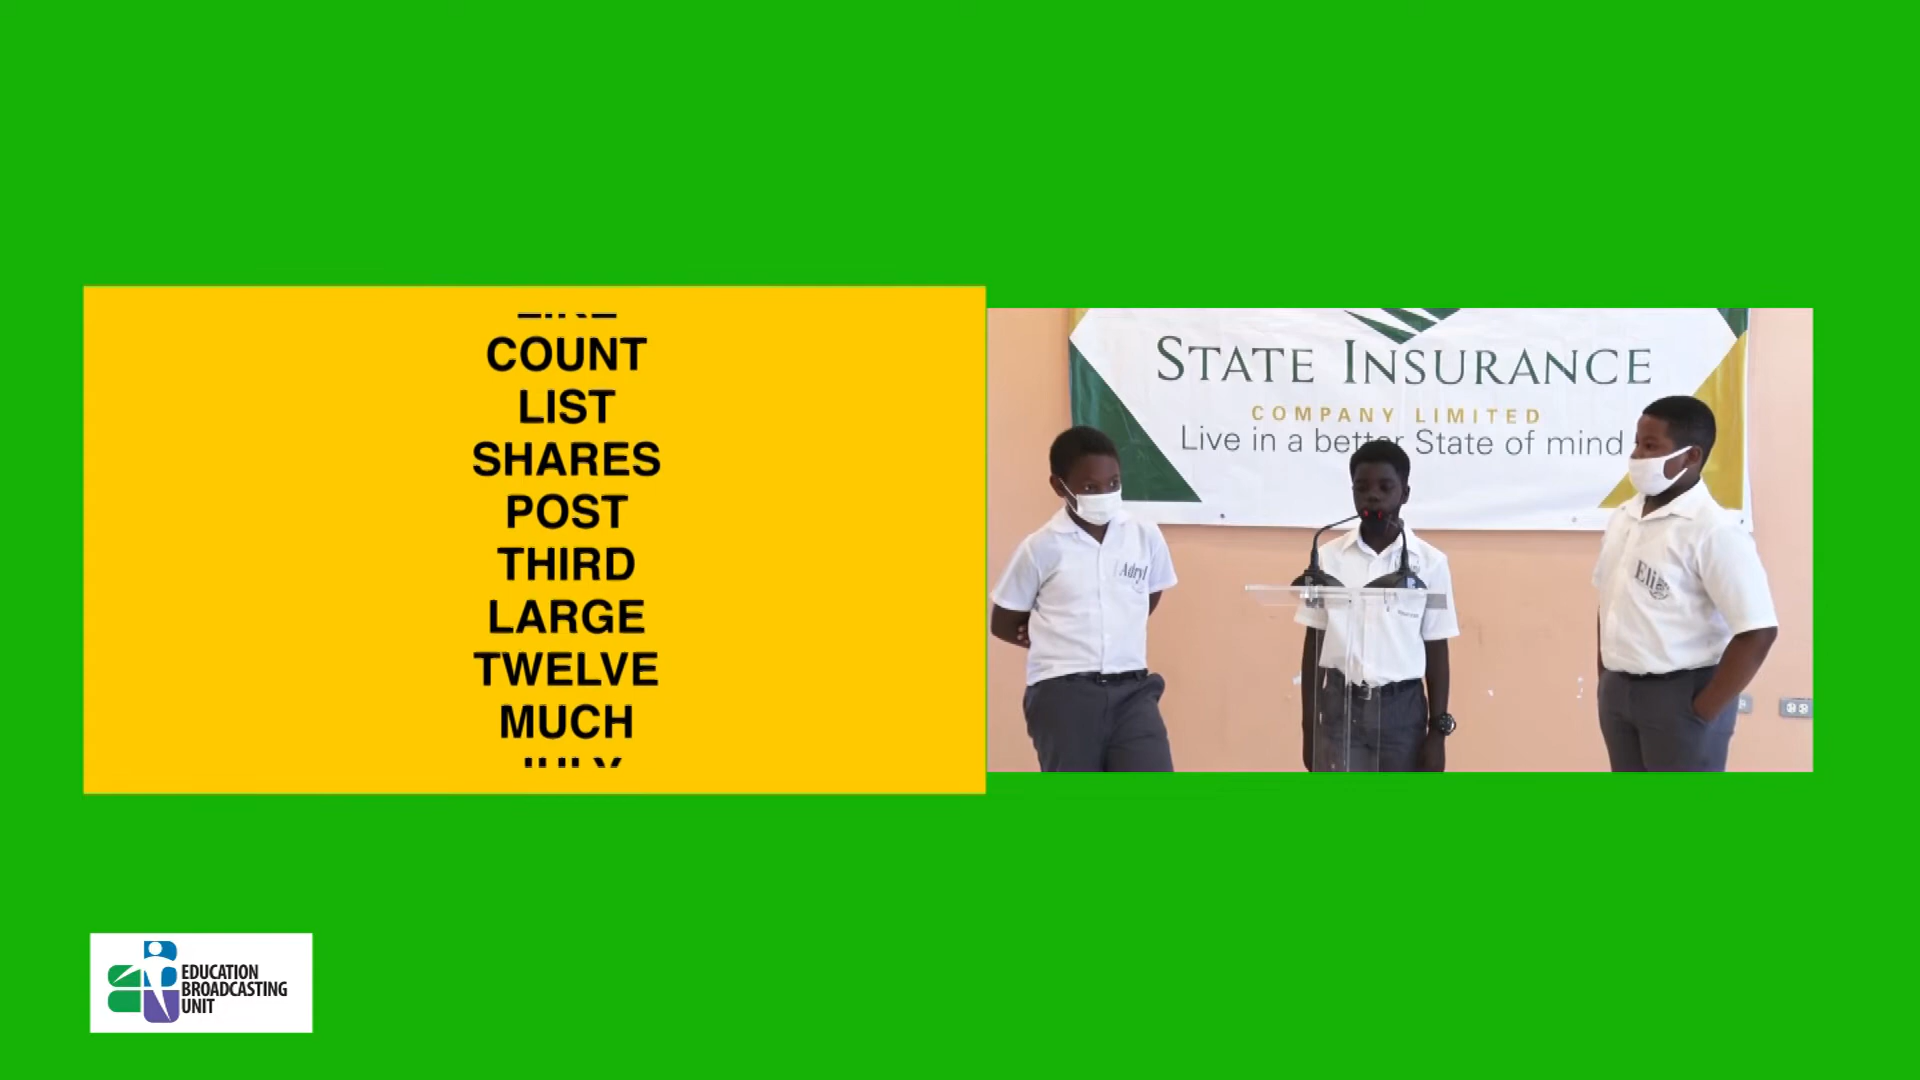 COUNT
LIST
SHARES
POST
THIRD
LARGE
TWELVE
MUCH
JULY
STATE INSURANCE
COMPANY LIMITED
Live in a better State of mind
Adryl
EDUCATION
BROADCASTING
UNIT